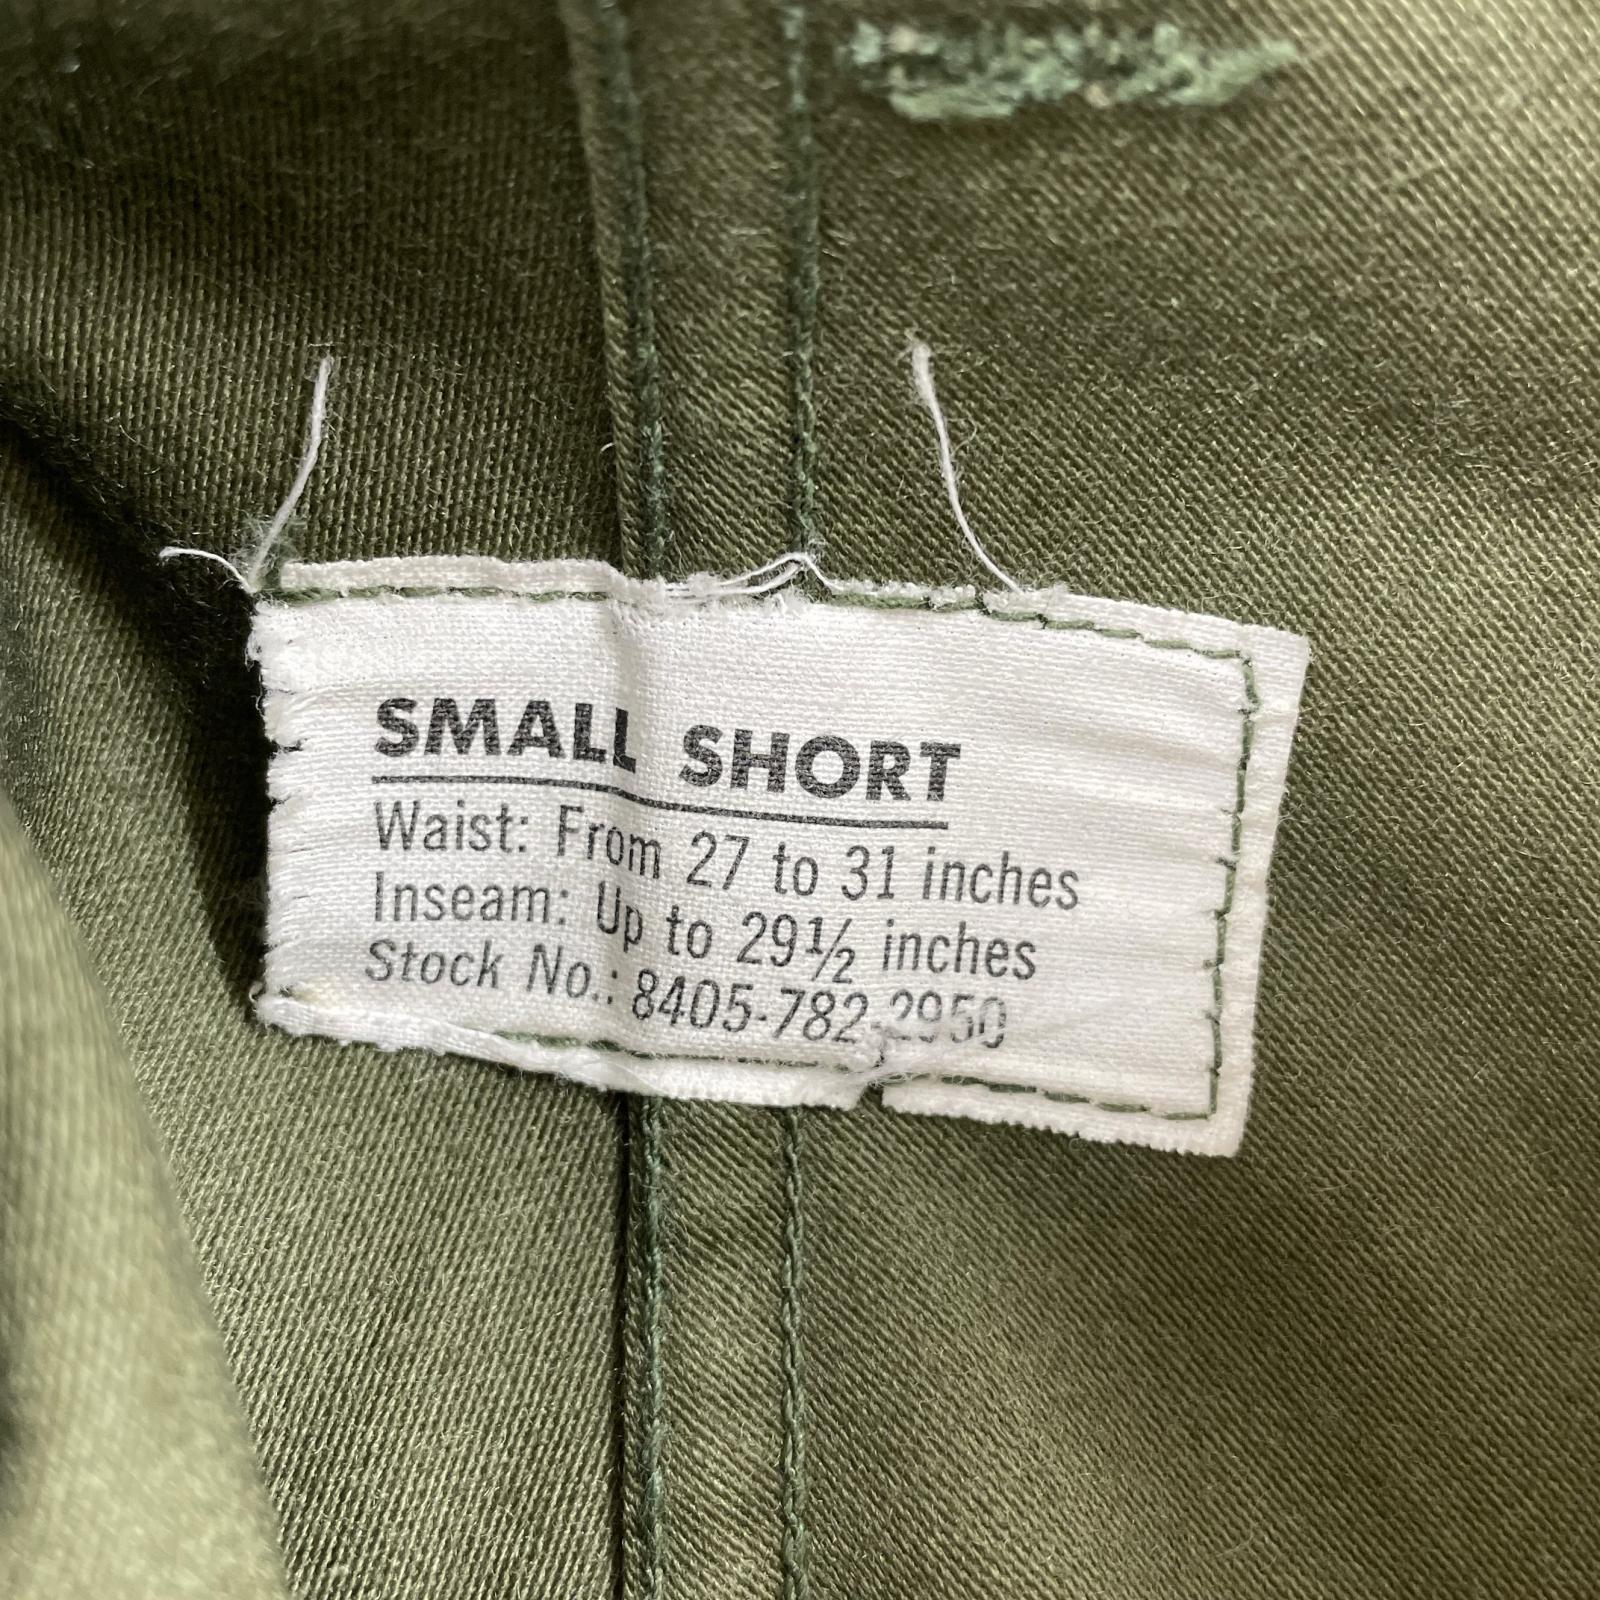 SMALL SHORT
Waist: From 27 to 31 inches
Inseam: Up to 29½ inches
Stock No.: 8405-782-2950